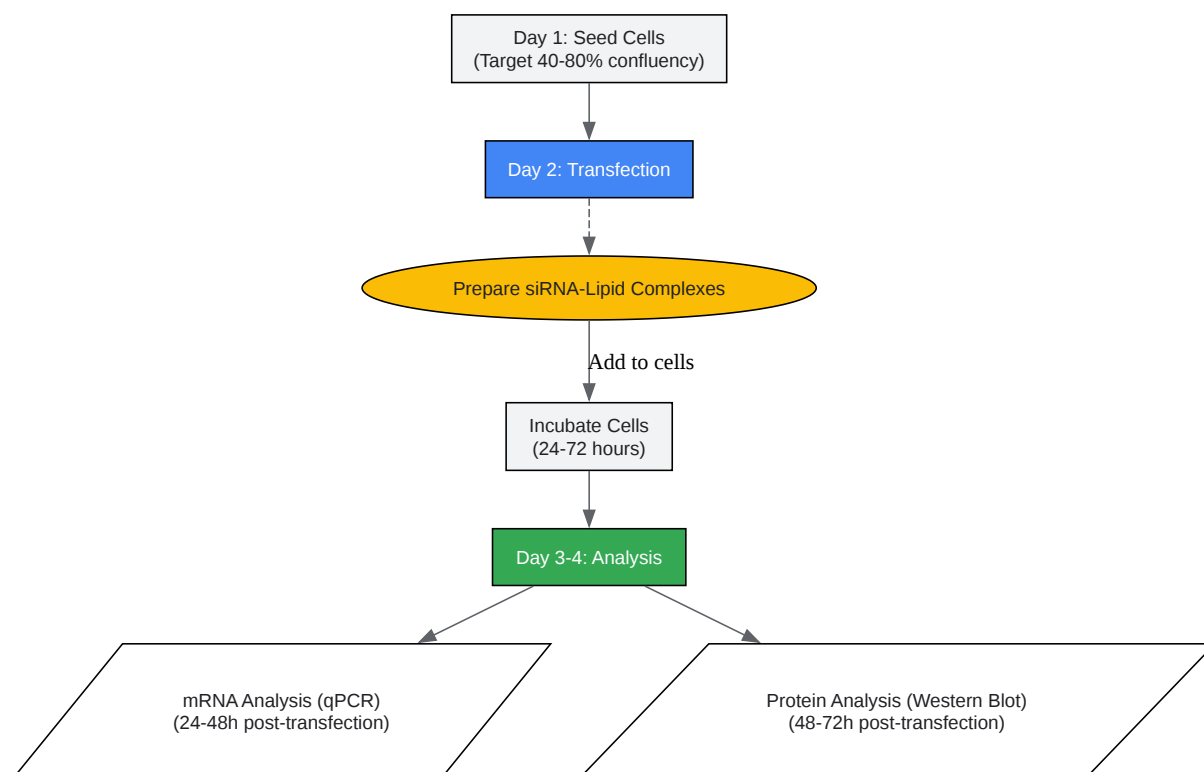 Day 1: Seed Cells
(Target 40-80% confluency)
Day 2: Transfection
Prepare siRNA-Lipid Complexes
Add to cells
Incubate Cells
(24-72 hours)
Day 3-4: Analysis
mRNA Analysis (qPCR)
(24-48h post-transfection)
Protein Analysis (Western Blot)
(48-72h post-transfection)